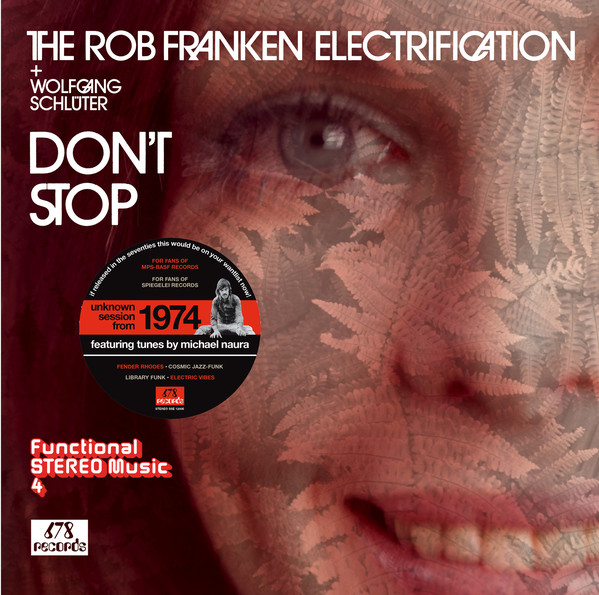 THE ROB FRANKEN ELECTRIFICATION
+
WOLFGANG
SCHLÜTER
DON'T
STOP
if released in the seventies this would be on your wantlist now!
FOR FANS OF
MPS-BASF RECORDS
FOR FANS OF
SPIEGELEI RECORDS
unknown
session
from
1974
featuring tunes by michael naura
FENDER RHODES • COSMIC JAZZ-FUNK
LIBRARY FUNK • ELECTRIC VIBES
678
records
Functional
STEREO Music
4
678
records